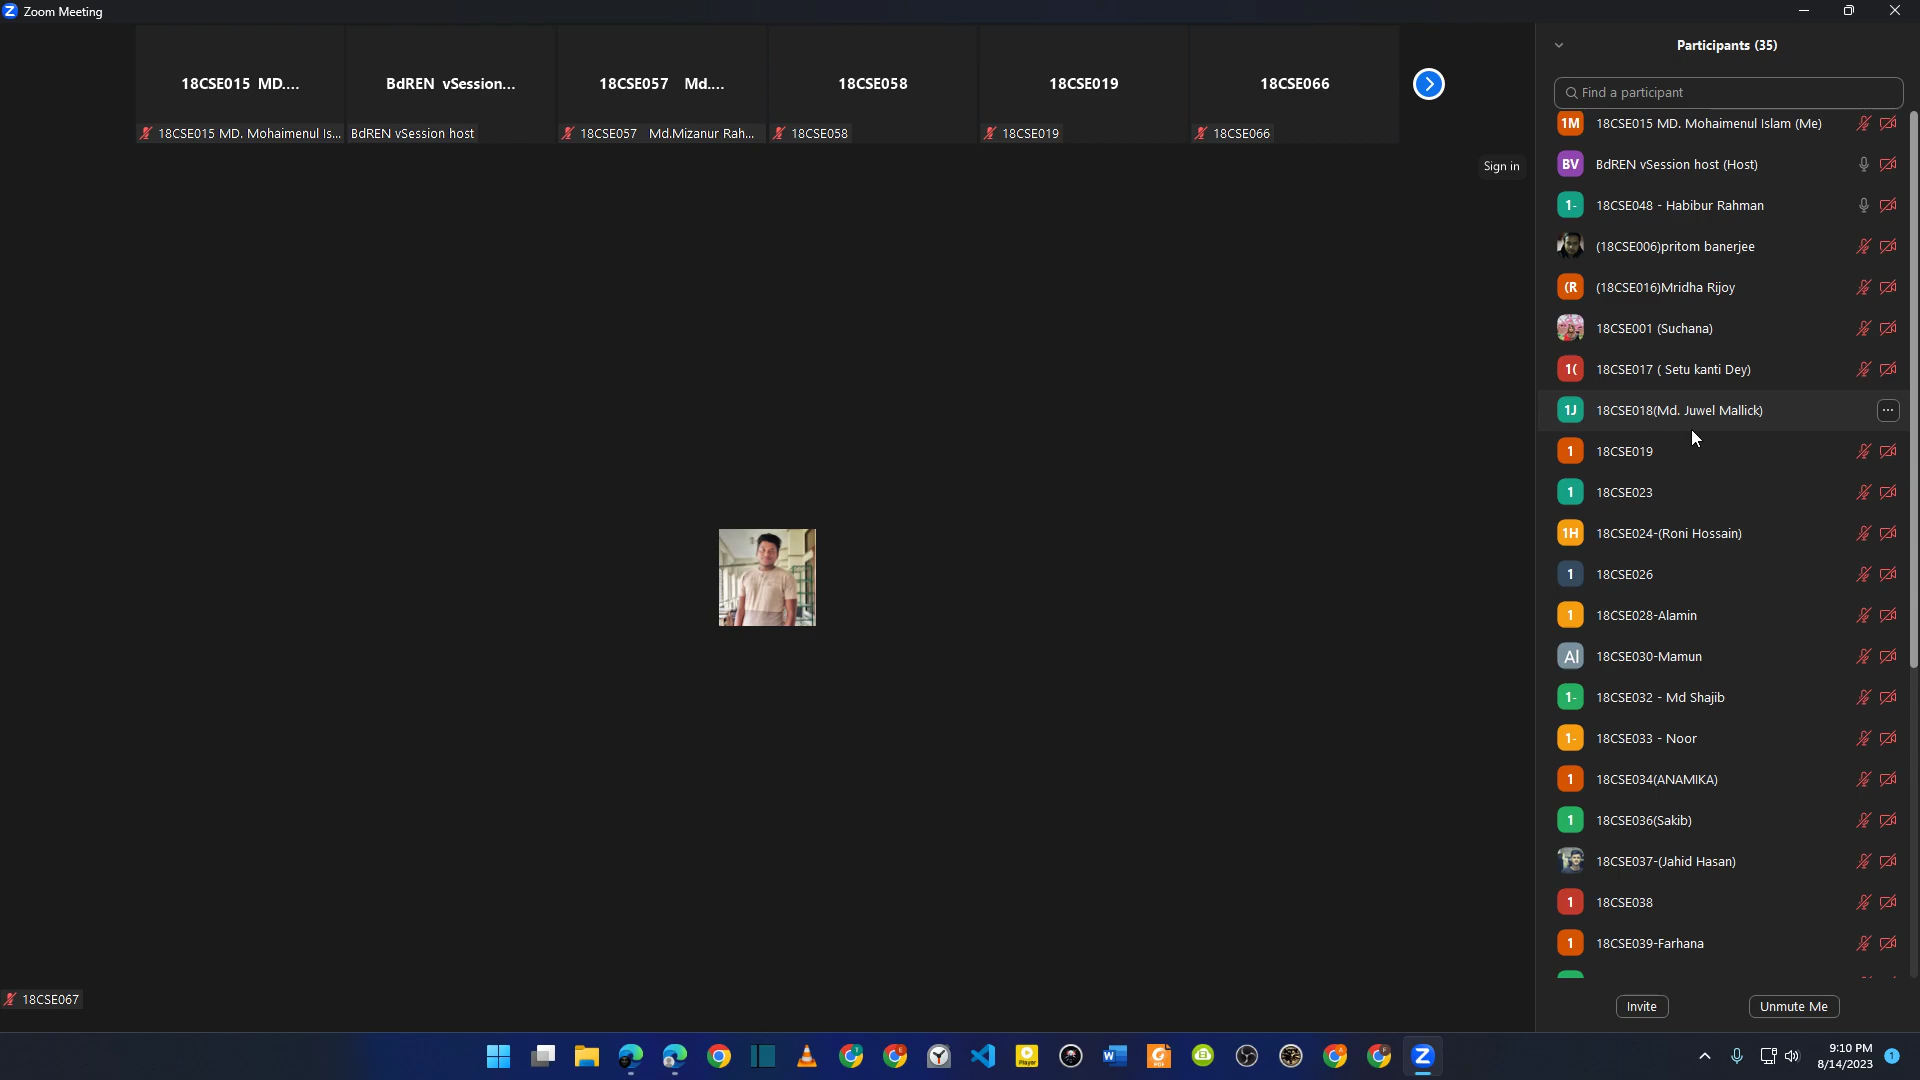 Zoom Meeting
18CSE015 MD....
BdREN vSession...
18CSE057 Md....
18CSE058
18CSE019
18CSE066
18CSE015 MD. Mohaimenul Is...
BdREN vSession host
18CSE057 Md.Mizanur Rah...
18CSE058
18CSE019
18CSE066
Sign in
18CSE067
Participants (35)
Find a participant
1M 18CSE015 MD. Mohaimenul Islam (Me)
BV BdREN vSession host (Host)
1- 18CSE048 - Habibur Rahman
(18CSE006)pritom banerjee
(R (18CSE016)Mridha Rijoy
18CSE001 (Suchana)
1( 18CSE017 ( Setu kanti Dey)
1J 18CSE018(Md. Juwel Mallick)
1 18CSE019
1 18CSE023
1H 18CSE024-(Roni Hossain)
1 18CSE026
1 18CSE028-Alamin
Al 18CSE030-Mamun
1- 18CSE032 - Md Shajib
1- 18CSE033 - Noor
1 18CSE034(ANAMIKA)
1 18CSE036(Sakib)
18CSE037-(Jahid Hasan)
1 18CSE038
1 18CSE039-Farhana
Invite
Unmute Me
9:10 PM
8/14/2023
1